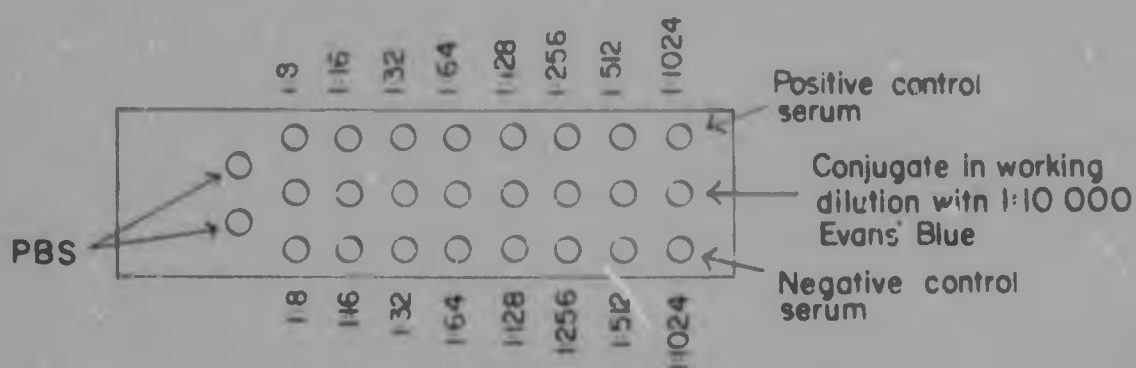 1:8 1:16 1:32 1:64 1:128 1:256 1:512 1:1024
Positive control
serum
Conjugate in working
dilution with 1:10 000
Evans' Blue
PBS
Negative control
serum
1:8 1:16 1:32 1:64 1:128 1:256 1:512 1:1024